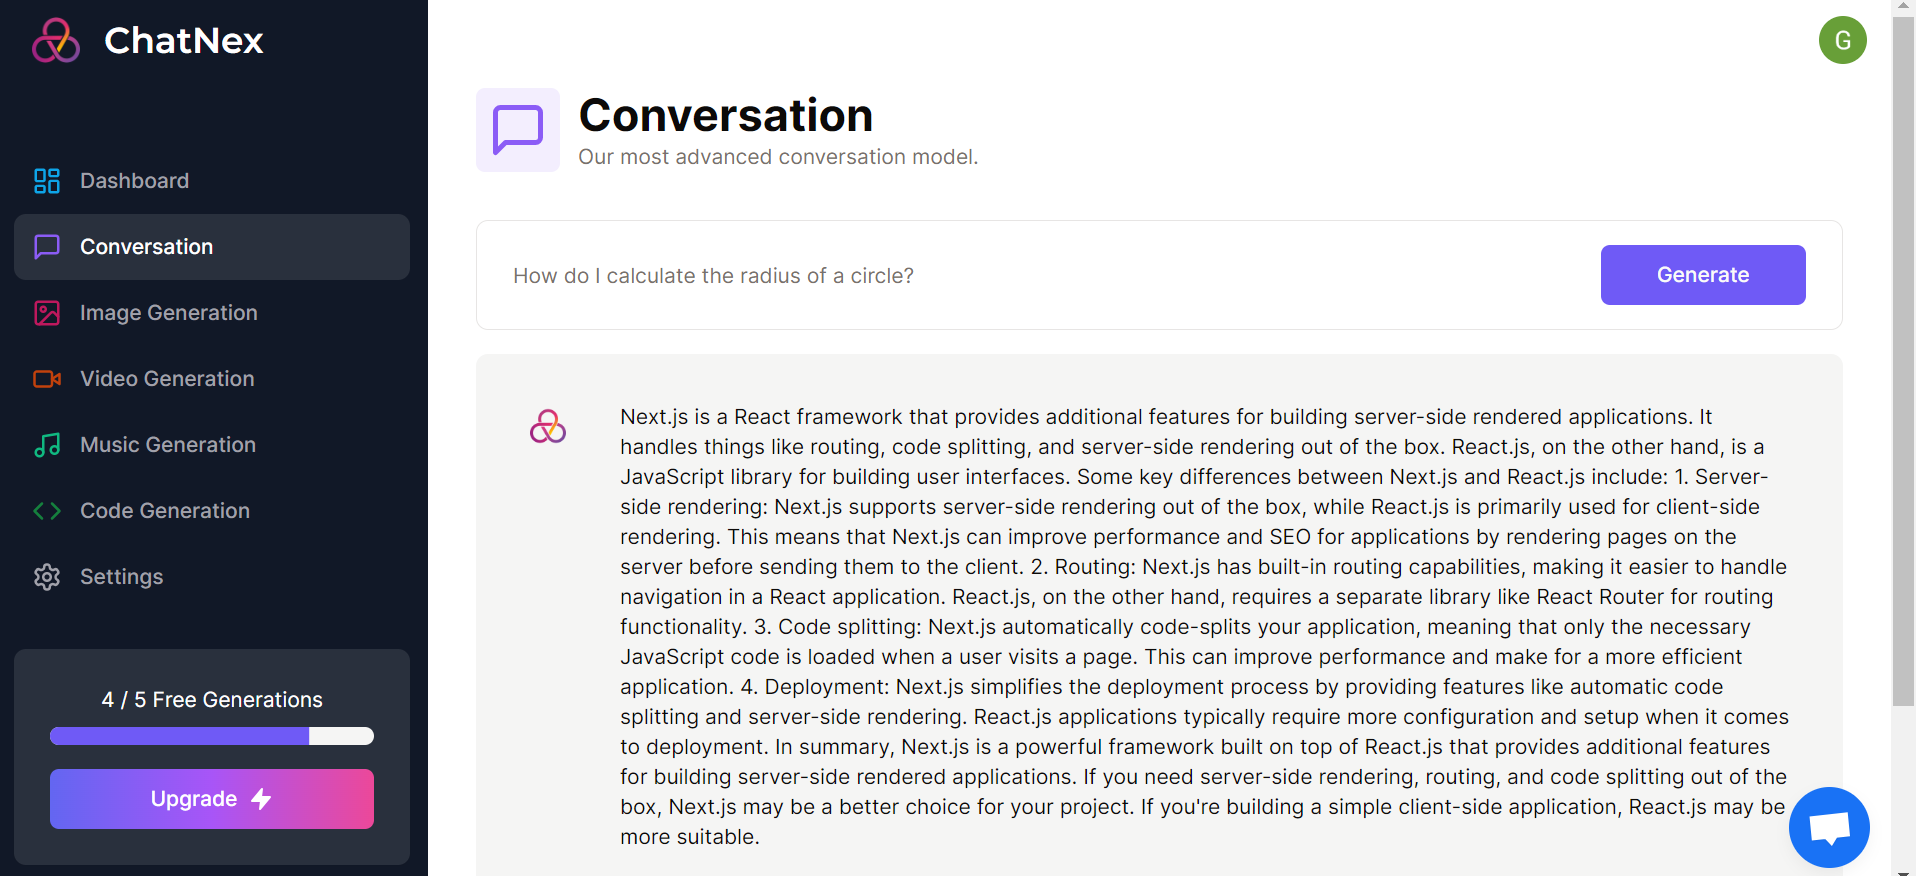 ChatNex
Dashboard
Conversation
Image Generation
Video Generation
Music Generation
Code Generation
Settings
4 / 5 Free Generations
Upgrade
G
Conversation
Our most advanced conversation model.
How do I calculate the radius of a circle?
Generate
Next.js is a React framework that provides additional features for building server-side rendered applications. It
handles things like routing, code splitting, and server-side rendering out of the box. React.js, on the other hand, is a
JavaScript library for building user interfaces. Some key differences between Next.js and React.js include: 1. Server-
side rendering: Next.js supports server-side rendering out of the box, while React.js is primarily used for client-side
rendering. This means that Next.js can improve performance and SEO for applications by rendering pages on the
server before sending them to the client. 2. Routing: Next.js has built-in routing capabilities, making it easier to handle
navigation in a React application. React.js, on the other hand, requires a separate library like React Router for routing
functionality. 3. Code splitting: Next.js automatically code-splits your application, meaning that only the necessary
JavaScript code is loaded when a user visits a page. This can improve performance and make for a more efficient
application. 4. Deployment: Next.js simplifies the deployment process by providing features like automatic code
splitting and server-side rendering. React.js applications typically require more configuration and setup when it comes
to deployment. In summary, Next.js is a powerful framework built on top of React.js that provides additional features
for building server-side rendered applications. If you need server-side rendering, routing, and code splitting out of the
box, Next.js may be a better choice for your project. If you're building a simple client-side application, React.js may be
more suitable.